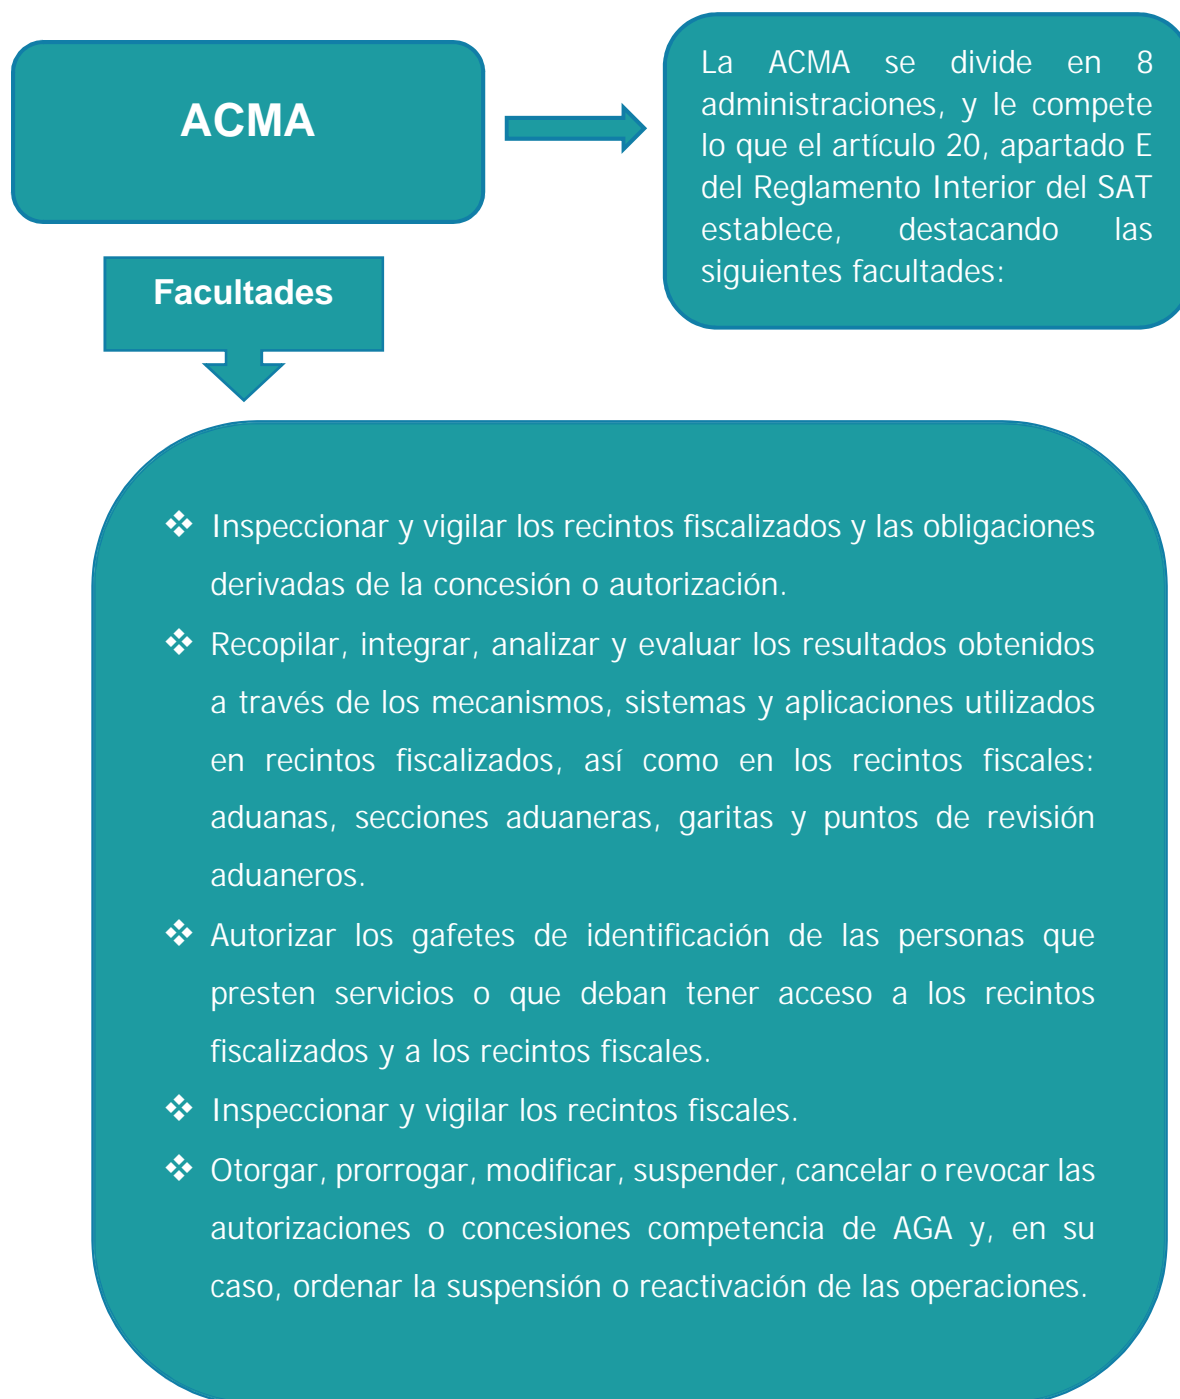 ACMA
La ACMA se divide en 8
administraciones, y le compete
lo que el artículo 20, apartado E
del Reglamento Interior del SAT
establece, destacando las
siguientes facultades:
Facultades
❖ Inspeccionar y vigilar los recintos fiscalizados y las obligaciones
derivadas de la concesión o autorización.
❖ Recopilar, integrar, analizar y evaluar los resultados obtenidos
a través de los mecanismos, sistemas y aplicaciones utilizados
en recintos fiscalizados, así como en los recintos fiscales:
aduanas, secciones aduaneras, garitas y puntos de revisión
aduaneros.
❖ Autorizar los gafetes de identificación de las personas que
presten servicios o que deban tener acceso a los recintos
fiscalizados y a los recintos fiscales.
❖ Inspeccionar y vigilar los recintos fiscales.
❖ Otorgar, prorrogar, modificar, suspender, cancelar o revocar las
autorizaciones o concesiones competencia de AGA y, en su
caso, ordenar la suspensión o reactivación de las operaciones.